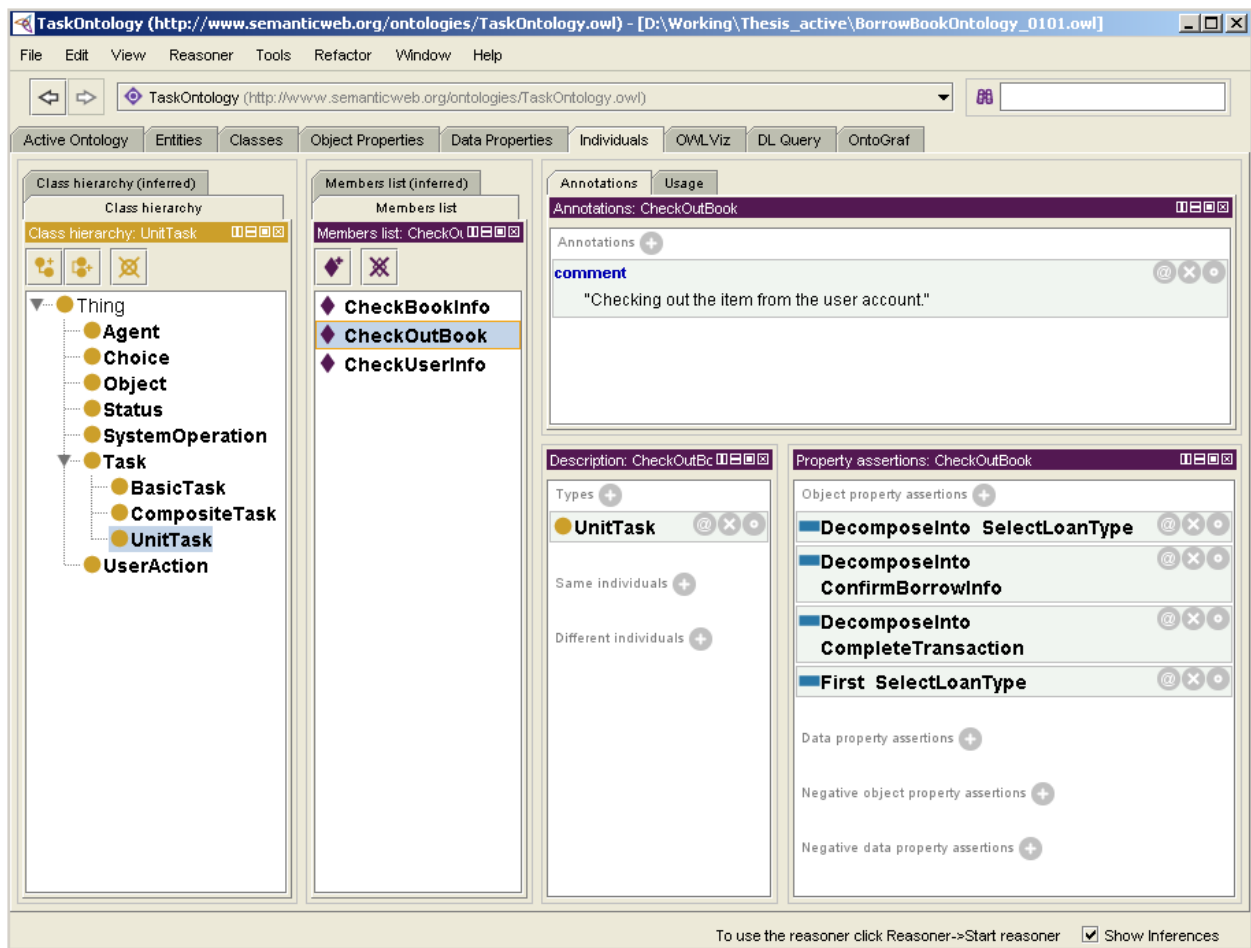 TaskOntology (http://www.semanticweb.org/ontologies/TaskOntology.owl) - [D:\Working\Thesis_active\BorrowBookOntology_0101.owl]
File Edit View Reasoner Tools Refactor Window Help
TaskOntology (http://www.semanticweb.org/ontologies/TaskOntology.owl)
Active Ontology Entities Classes Object Properties Data Properties Individuals OWLViz DL Query OntoGraf
Class hierarchy (inferred)
Class hierarchy
Class hierarchy: UnitTask
Thing
Agent
Choice
Object
Status
SystemOperation
Task
BasicTask
CompositeTask
UnitTask
UserAction
Members list (inferred)
Members list
Members list: CheckOu
CheckBookInfo
CheckOutBook
CheckUserInfo
Annotations Usage
Annotations: CheckOutBook
Annotations
comment
"Checking out the item from the user account."
Description: CheckOutBo
Types
UnitTask
Same individuals
Different individuals
Property assertions: CheckOutBook
Object property assertions
DecomposeInto SelectLoanType
DecomposeInto
ConfirmBorrowInfo
DecomposeInto
CompleteTransaction
First SelectLoanType
Data property assertions
Negative object property assertions
Negative data property assertions
To use the reasoner click Reasoner->Start reasoner Show Inferences